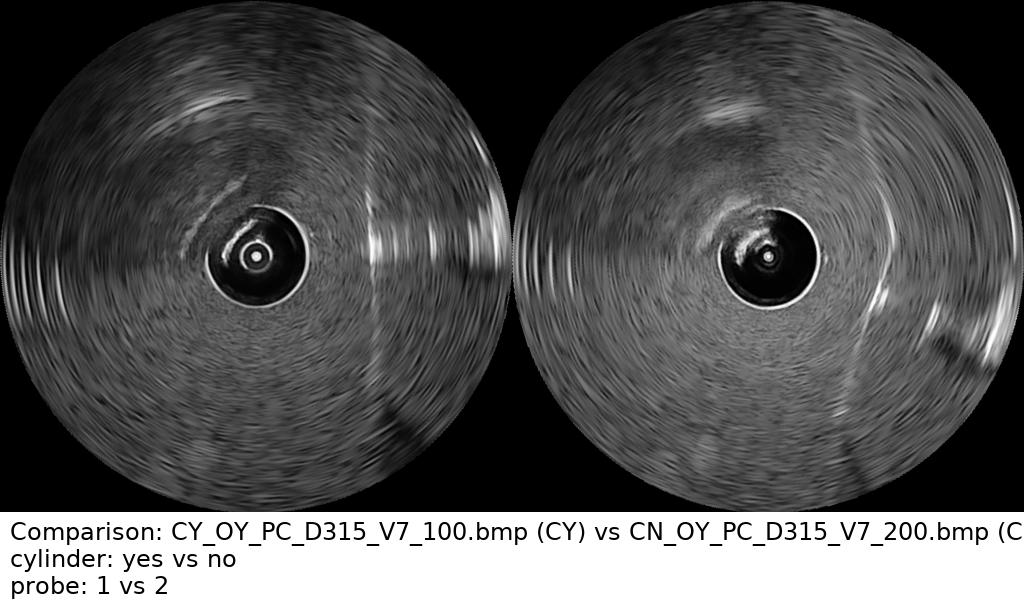 Comparison: CY_OY_PC_D315_V7_100.bmp (CY) vs CN_OY_PC_D315_V7_200.bmp (C
cylinder: yes vs no
probe: 1 vs 2